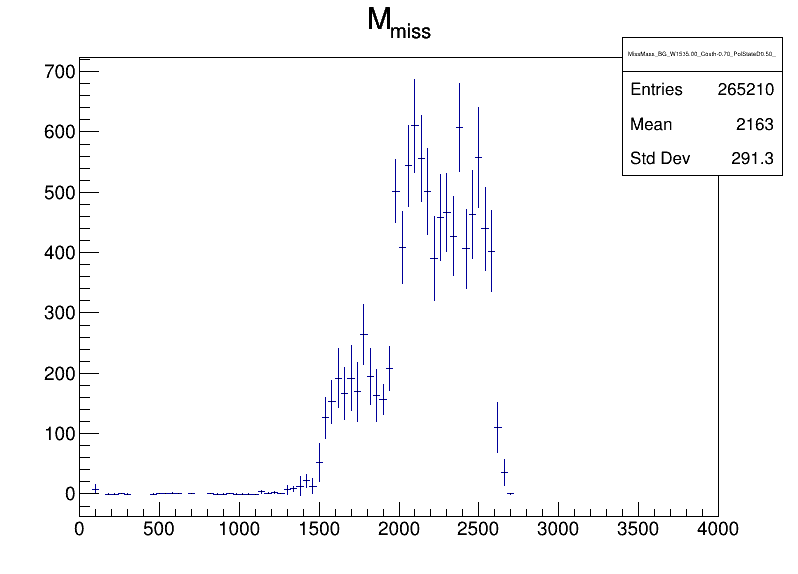 M_miss
MissMass_BG_W1535.00_Costh-0.70_PolState0.50_
Entries 265210
Mean 2163
Std Dev 291.3
700
600
500
400
300
200
100
0
0 500 1000 1500 2000 2500 3000 3500 4000